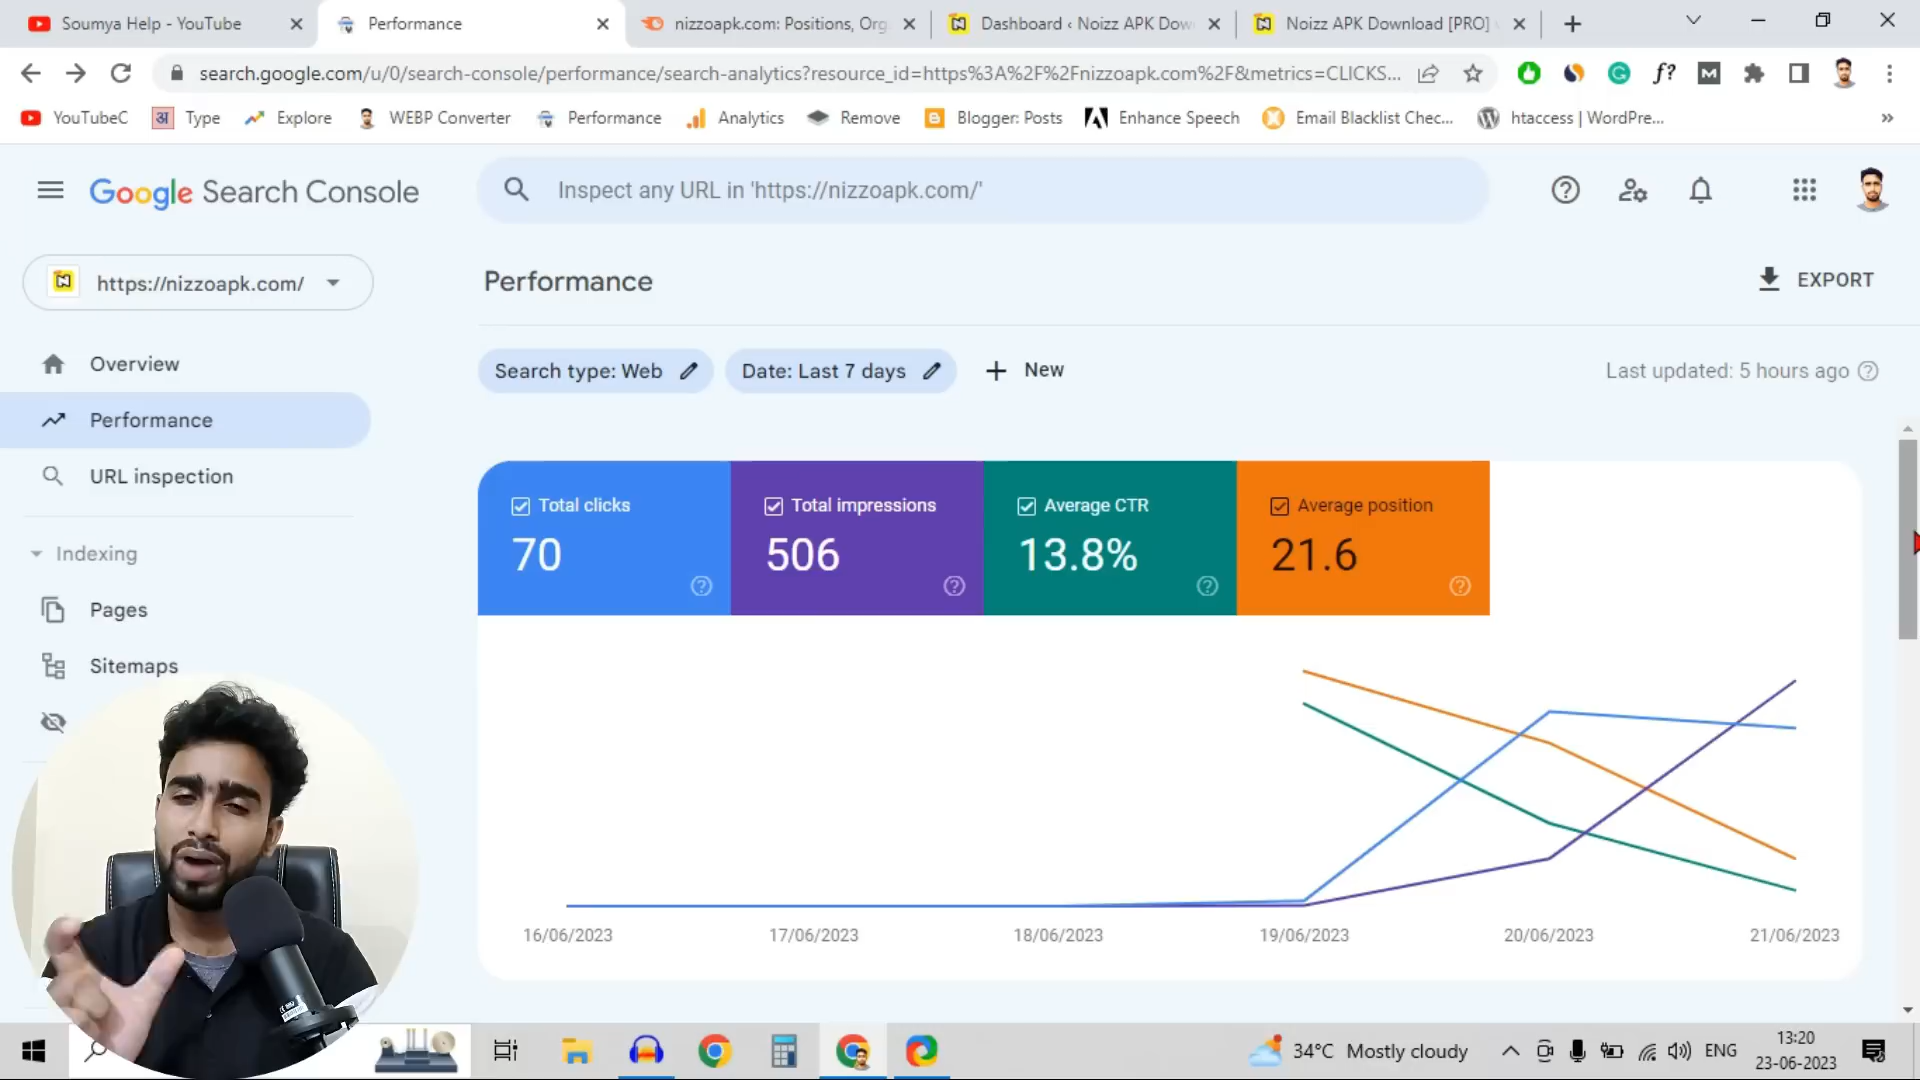 Soumya Help - YouTube
Performance
nizzoapk.com: Positions, Org
Dashboard ‹ Noizz APK Dow
Noizz APK Download [PRO]
search.google.com/u/0/search-console/performance/search-analytics?resource_id=https%3A%2F%2Fnizzoapk.com%2F&metrics=CLICKS...
f?
M
YouTubeC
अ
Type
Explore
WEBP Converter
Performance
Analytics
Remove
Blogger: Posts
Enhance Speech
Email Blacklist Chec...
htaccess | WordPre...
»
Google Search Console
Inspect any URL in 'https://nizzoapk.com/'
https://nizzoapk.com/
Performance
EXPORT
Overview
Search type: Web
Date: Last 7 days
New
Last updated: 5 hours ago
Performance
URL inspection
Total clicks
70
Total impressions
506
Average CTR
13.8%
Average position
21.6
Indexing
Pages
Sitemaps
16/06/2023
17/06/2023
18/06/2023
19/06/2023
20/06/2023
21/06/2023
34°C Mostly cloudy
ENG
13:20
23-06-2023